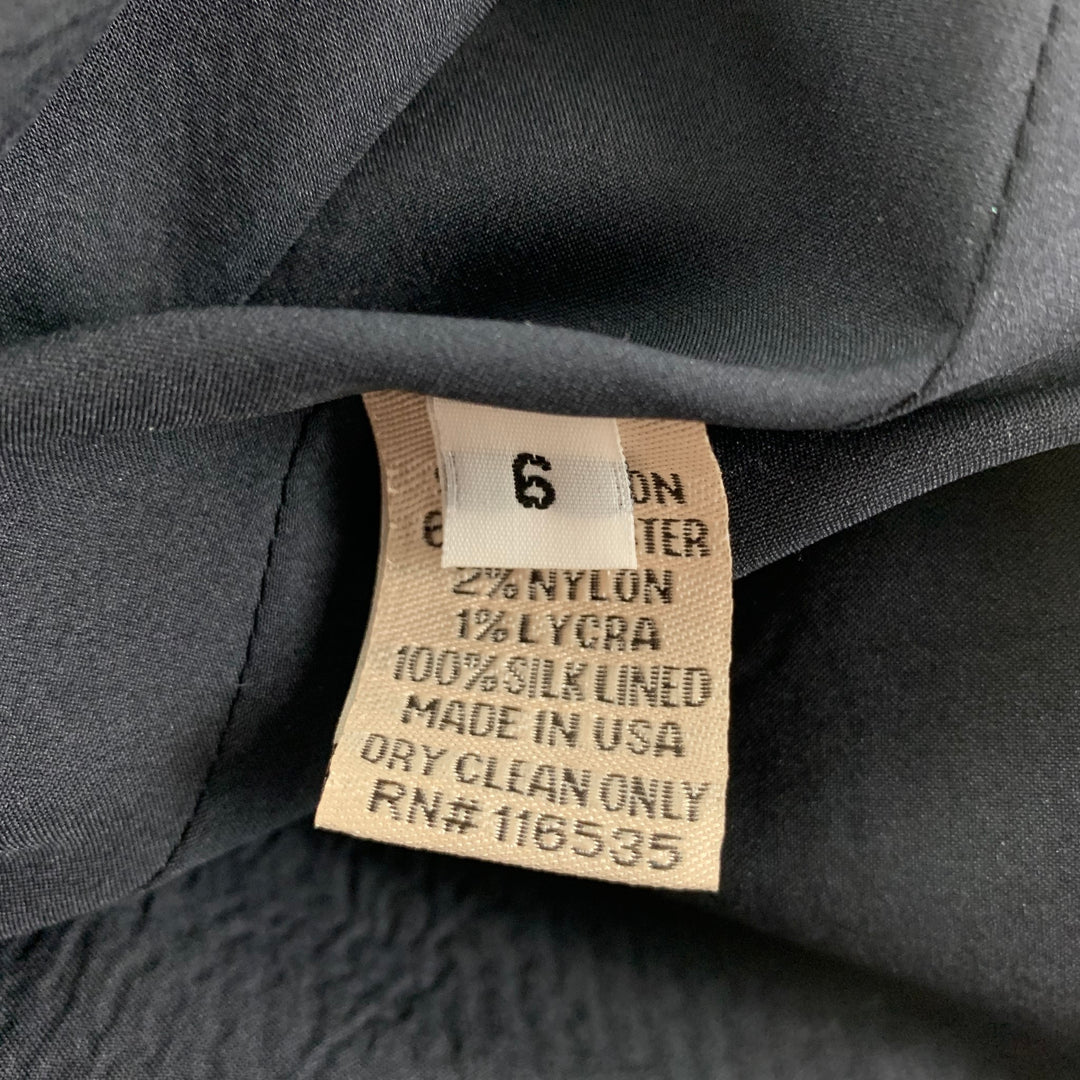 6
2% NYLON
1% LYCRA
100% SILK LINED
MADE IN USA
DRY CLEAN ONLY
RN# 116535